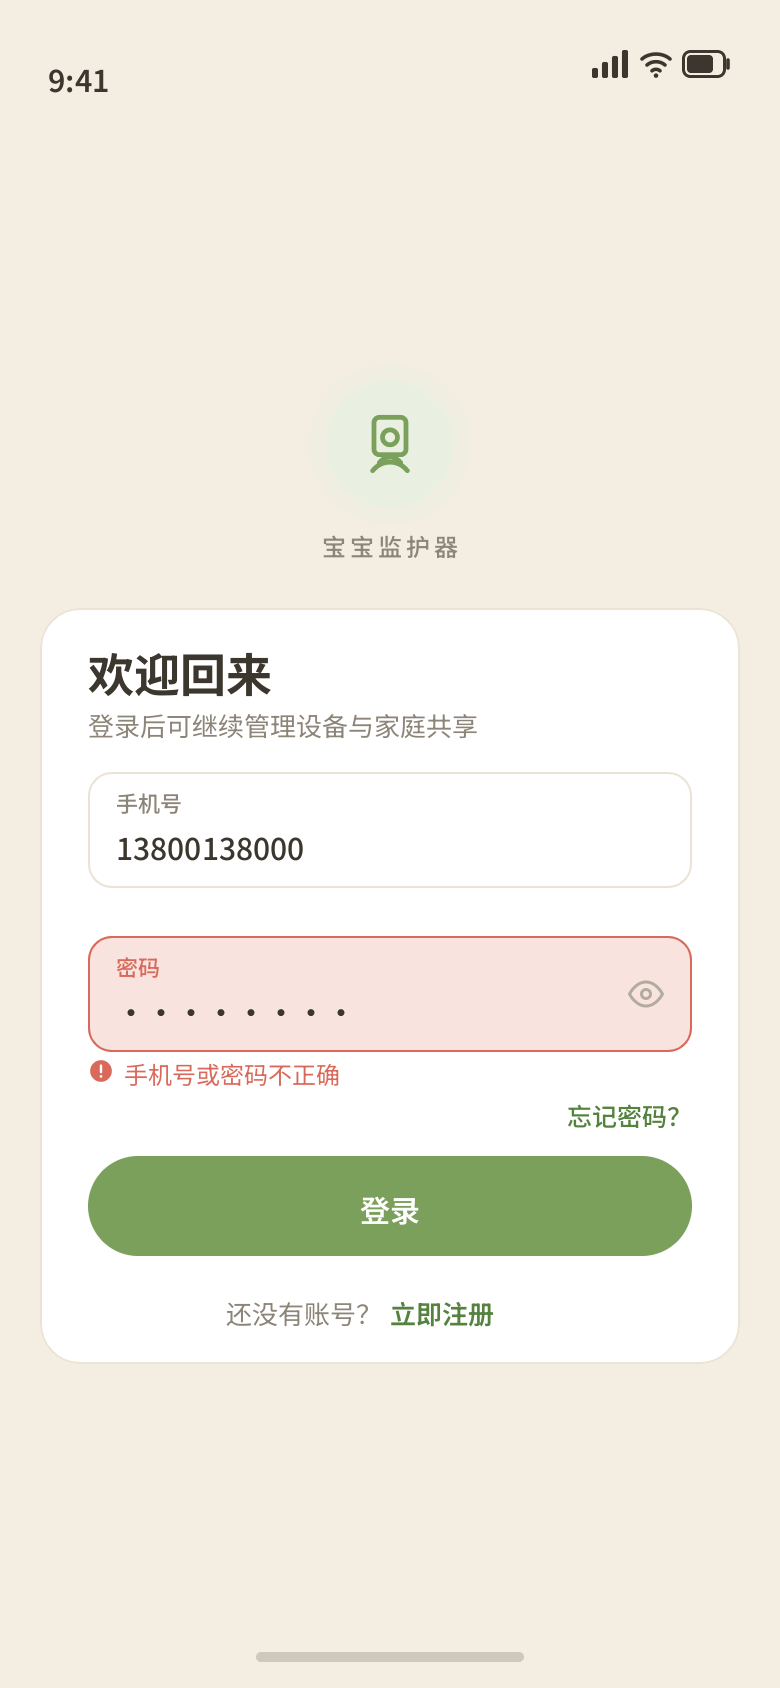 9:41
宝宝监护器
欢迎回来
登录后可继续管理设备与家庭共享
手机号
13800138000
密码
••••••••
手机号或密码不正确
忘记密码？
登录
还没有账号？ 立即注册